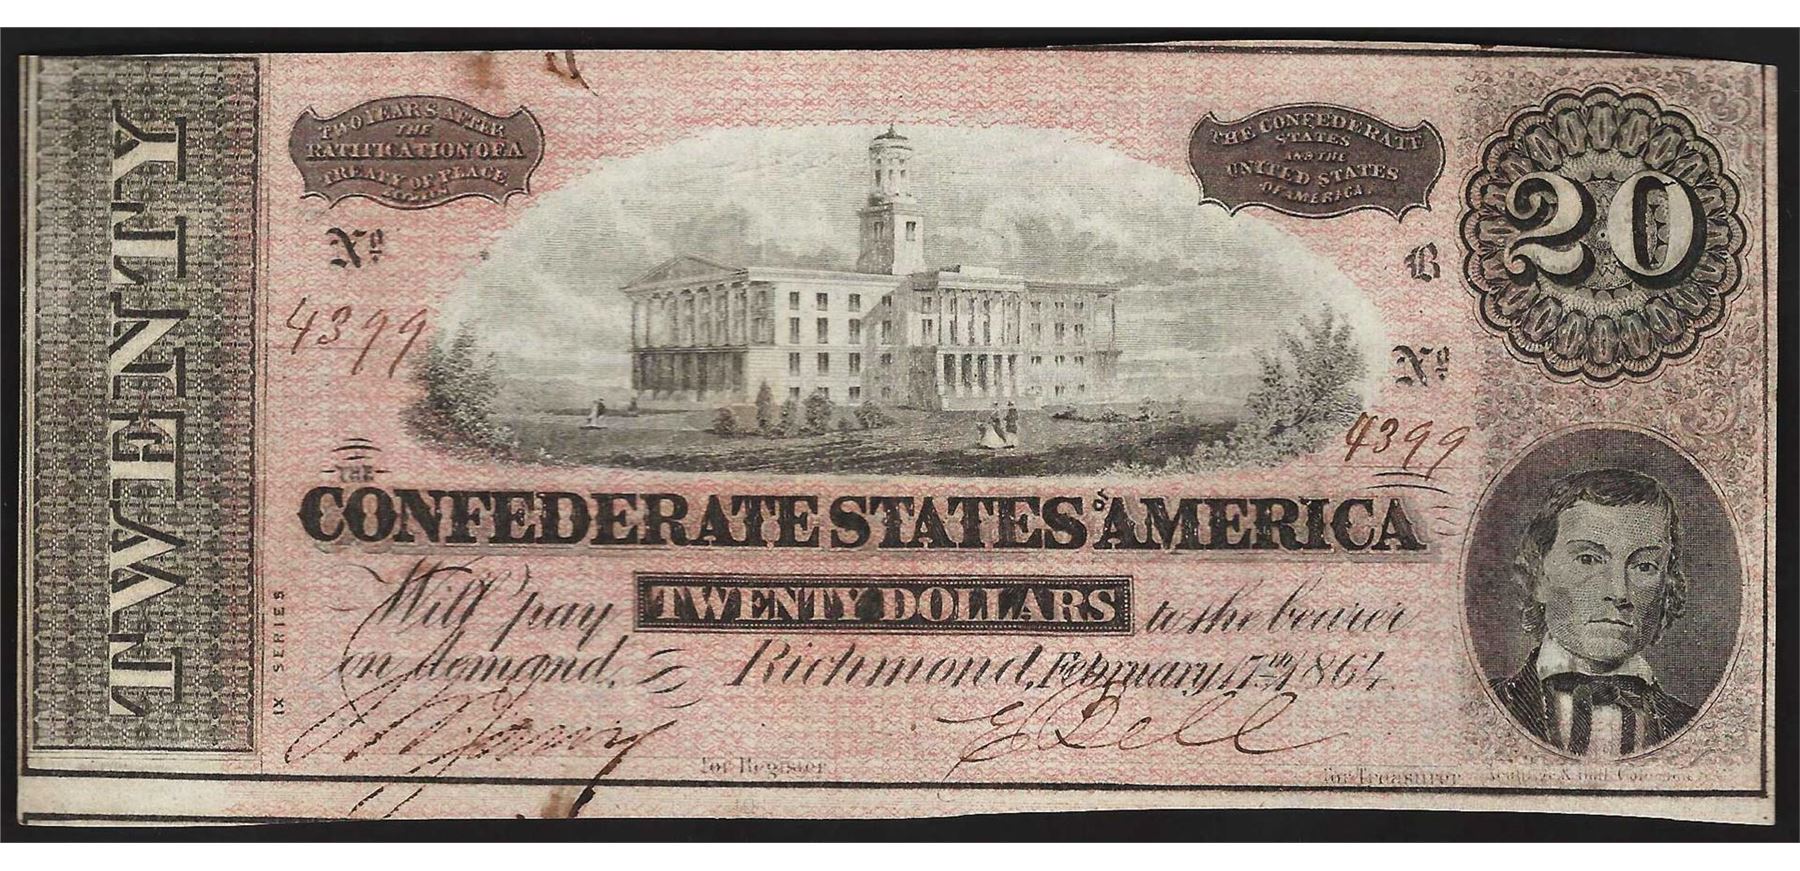 TWENTY
TWO YEARS AFTER
THE
RATIFICATION OF A
TREATY OF PEACE
BETWEEN
THE CONFEDERATE
STATES
AND THE
UNITED STATES
OF AMERICA.
20
No
4399
B
No
4399
THE
CONFEDERATE STATES OF AMERICA
Will pay TWENTY DOLLARS to the bearer
on demand. Richmond, February 17th 1864.
IX SERIES
E Bell
for Register
for Treasurer